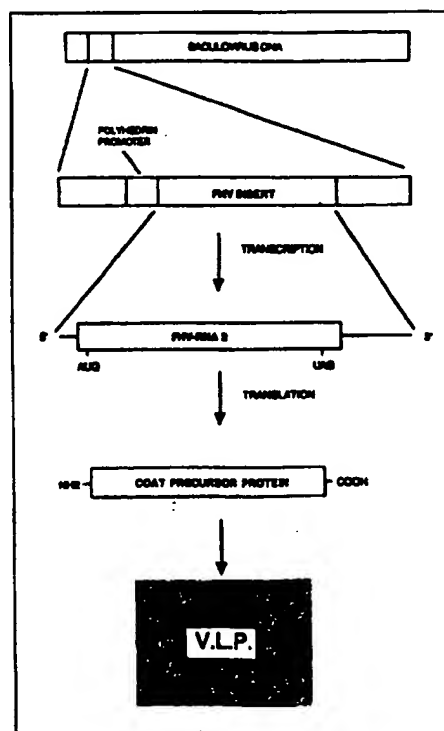 BACULOVIRUS DNA
POLYHEDRIN
PROMOTER
FHV INSERT
TRANSCRIPTION
5' FHV-RNA 2 3'
AUG UAG
TRANSLATION
NH2 COAT PRECURSOR PROTEIN COOH
V.L.P.